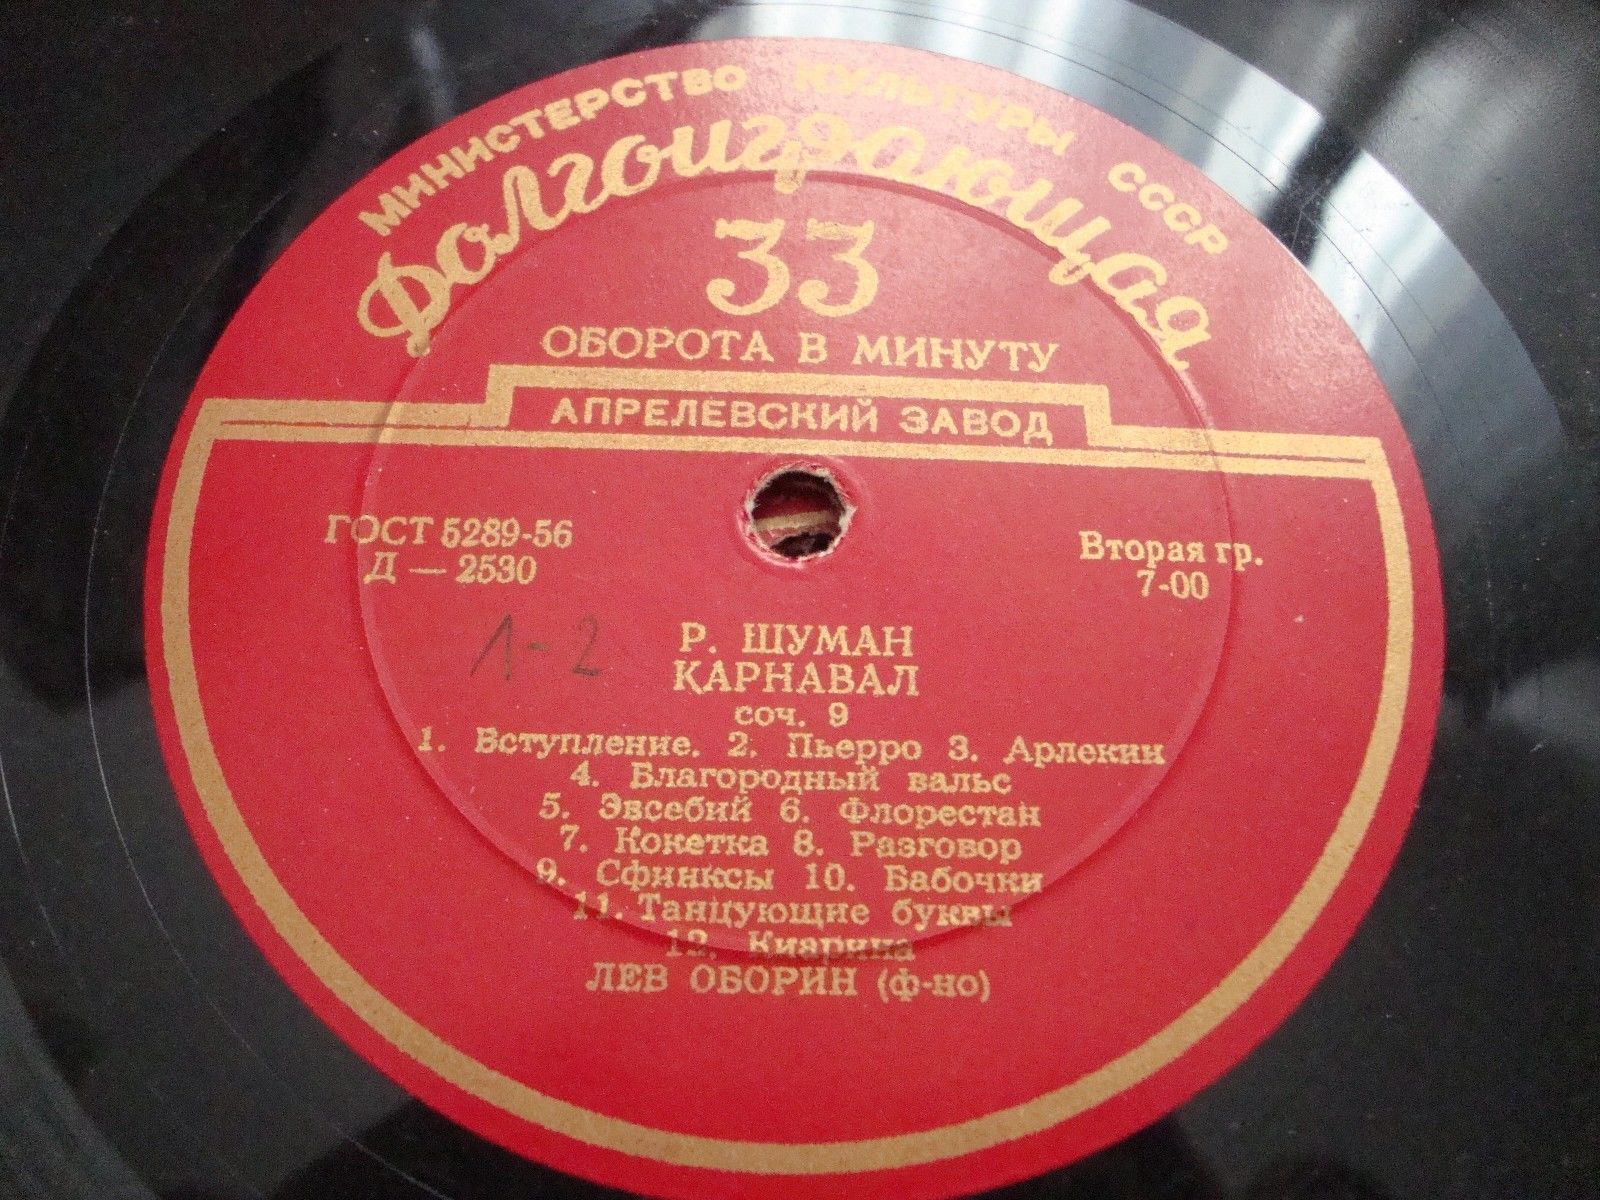 МИНИСТЕРСТВО КУЛЬТУРЫ СССР
Долгоиграющая
33
ОБОРОТА В МИНУТУ
АПРЕЛЕВСКИЙ ЗАВОД
ГОСТ 5289-56
Д — 2530
Вторая гр.
7-00
1-2
Р. ШУМАН
КАРНАВАЛ
соч. 9
1. Вступление. 2. Пьерро 3. Арлекин
4. Благородный вальс
5. Эвсебий 6. Флорестан
7. Кокетка 8. Разговор
9. Сфинксы 10. Бабочки
11. Танцующие буквы
12. Киарина
ЛЕВ ОБОРИН (ф-но)